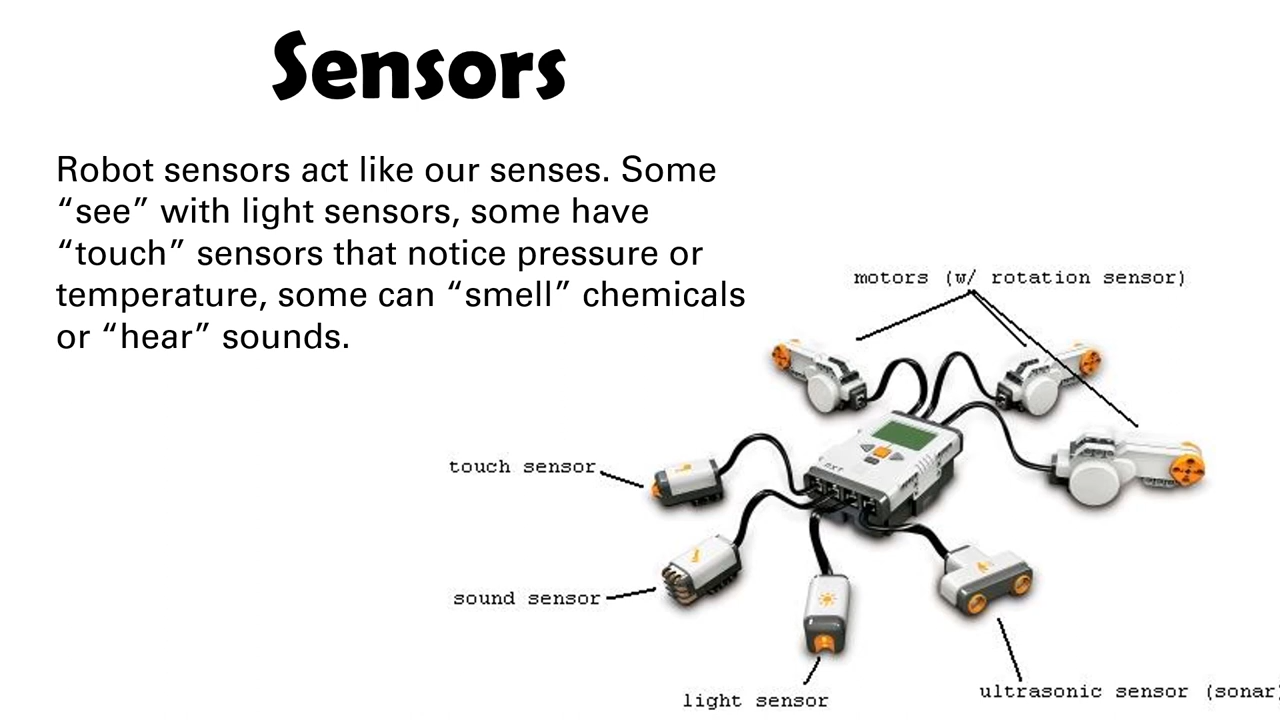 Sensors
Robot sensors act like our senses. Some
“see” with light sensors, some have
“touch” sensors that notice pressure or
temperature, some can “smell” chemicals
or “hear” sounds.
motors (w/ rotation sensor)
touch sensor
nxt
sound sensor
light sensor
ultrasonic sensor (sonar)